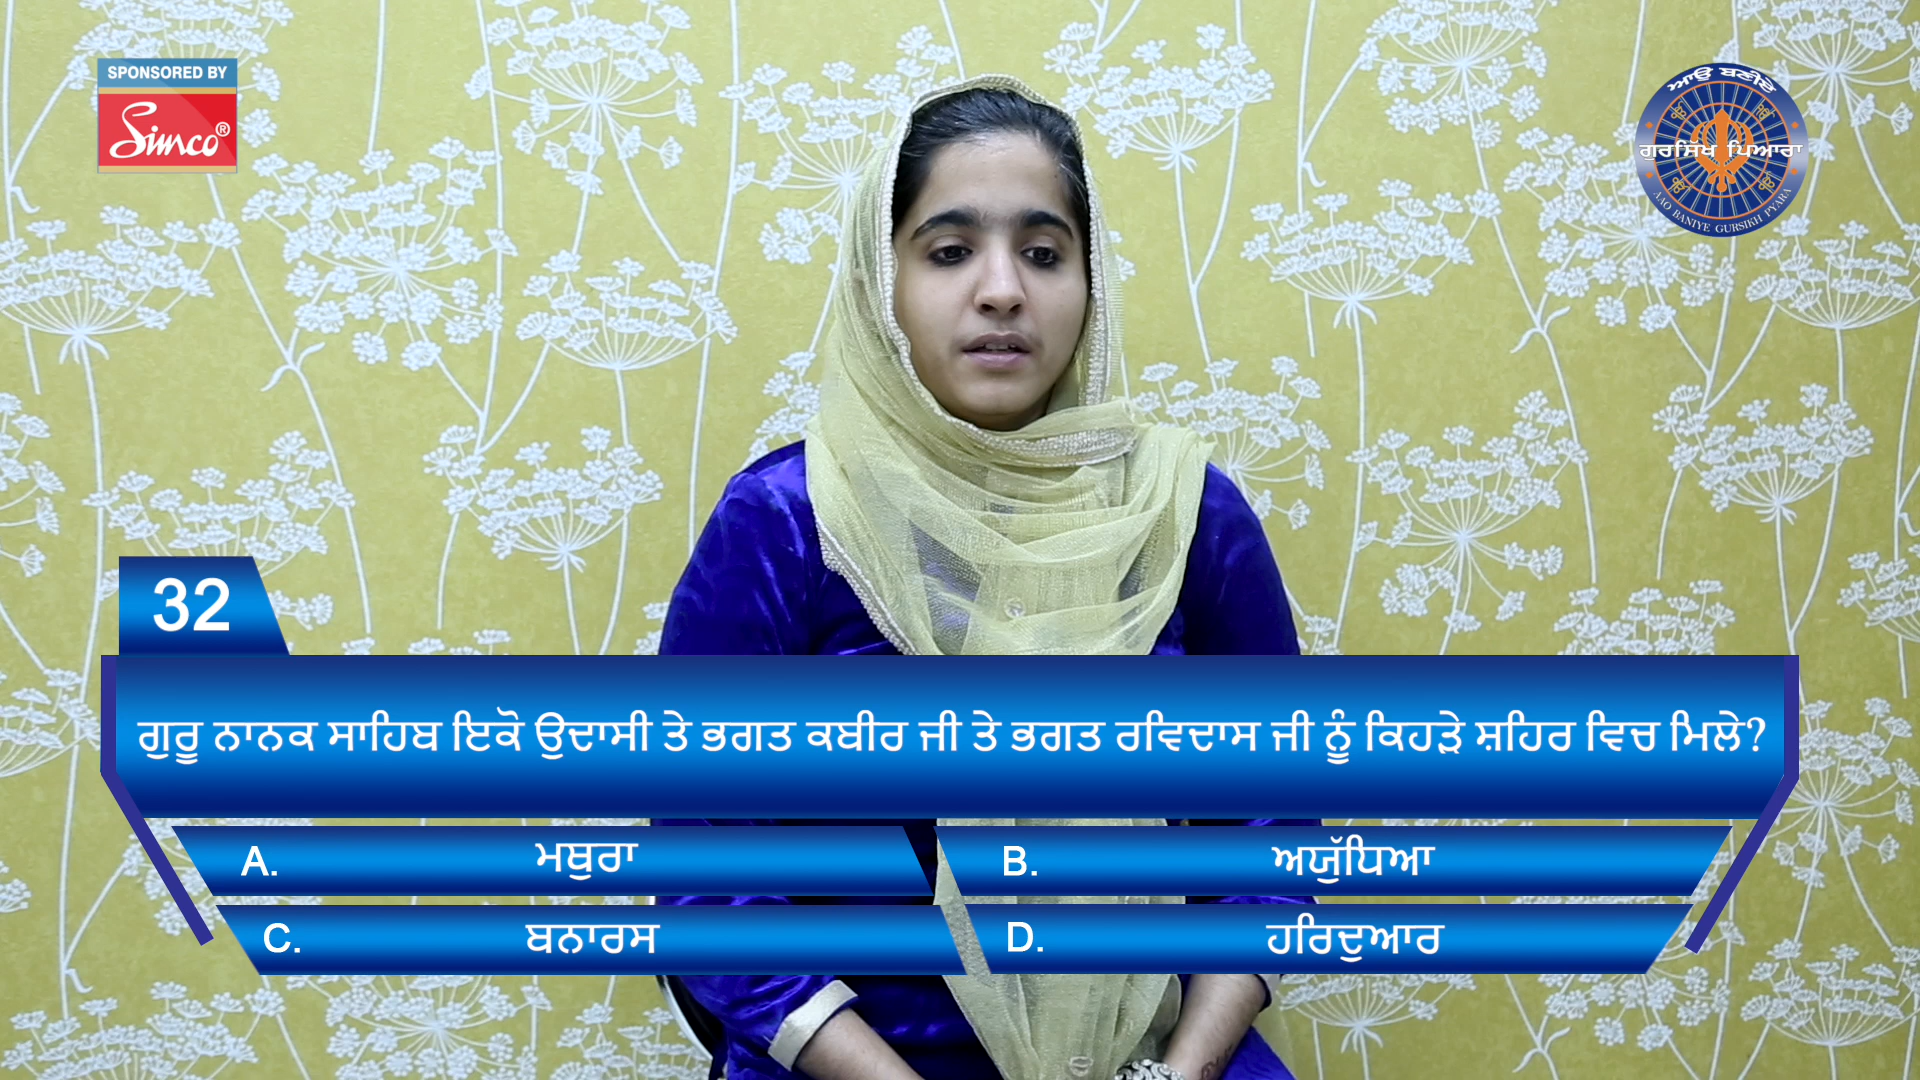 SPONSORED BY
Simco®
ਆਉ ਬਣੀਏ
ਗੁਰਸਿੱਖ ਪਿਆਰਾ
AAO BANIYE GURSIKH PYARA
32
ਗੁਰੂ ਨਾਨਕ ਸਾਹਿਬ ਇਕੋ ਉਦਾਸੀ ਤੇ ਭਗਤ ਕਬੀਰ ਜੀ ਤੇ ਭਗਤ ਰਵਿਦਾਸ ਜੀ ਨੂੰ ਕਿਹੜੇ ਸ਼ਹਿਰ ਵਿਚ ਮਿਲੇ?
A. ਮਥੁਰਾ
B. ਅਯੁੱਧਿਆ
C. ਬਨਾਰਸ
D. ਹਰਿਦੁਆਰ